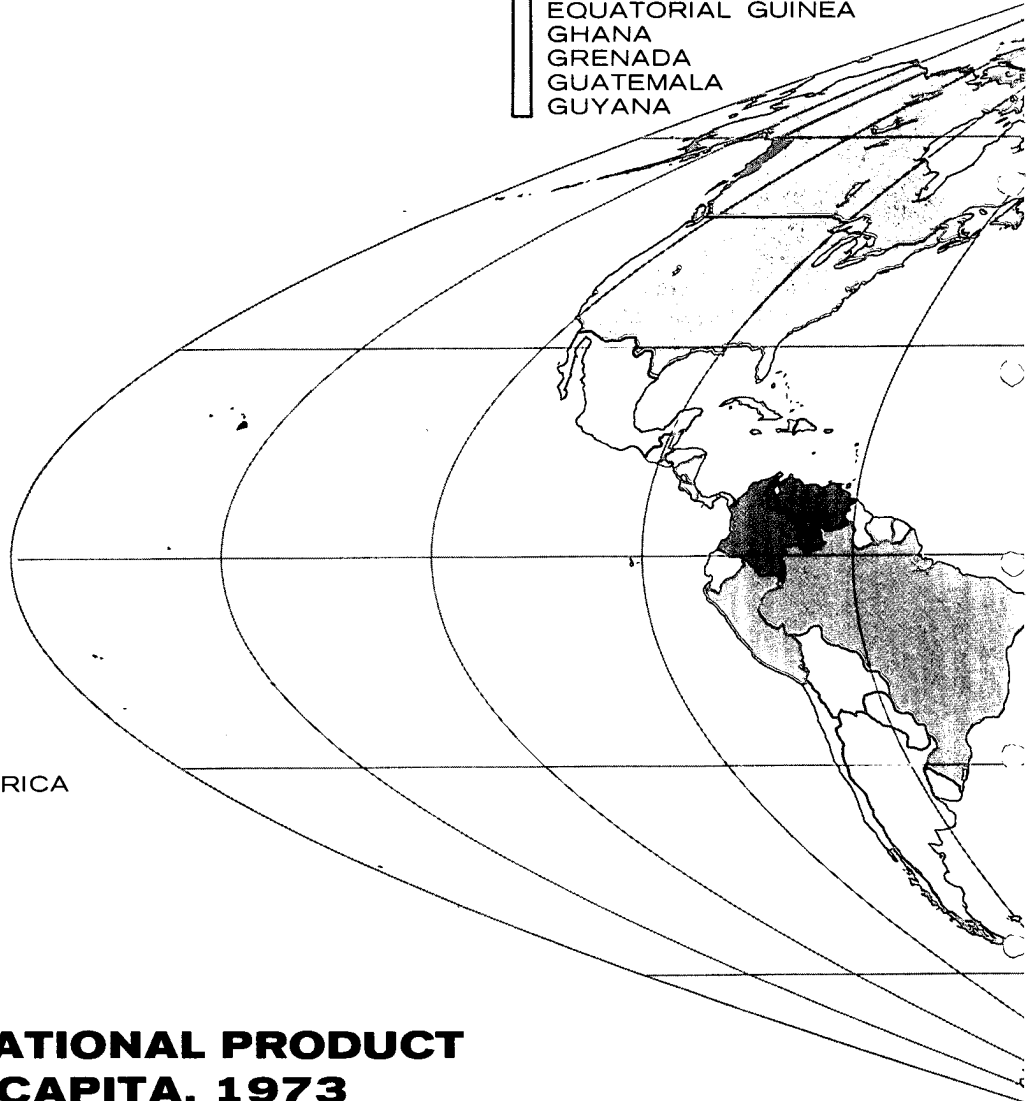 EQUATORIAL GUINEA
GHANA
GRENADA
GUATEMALA
GUYANA
RICA
ATIONAL PRODUCT
CAPITA, 1973